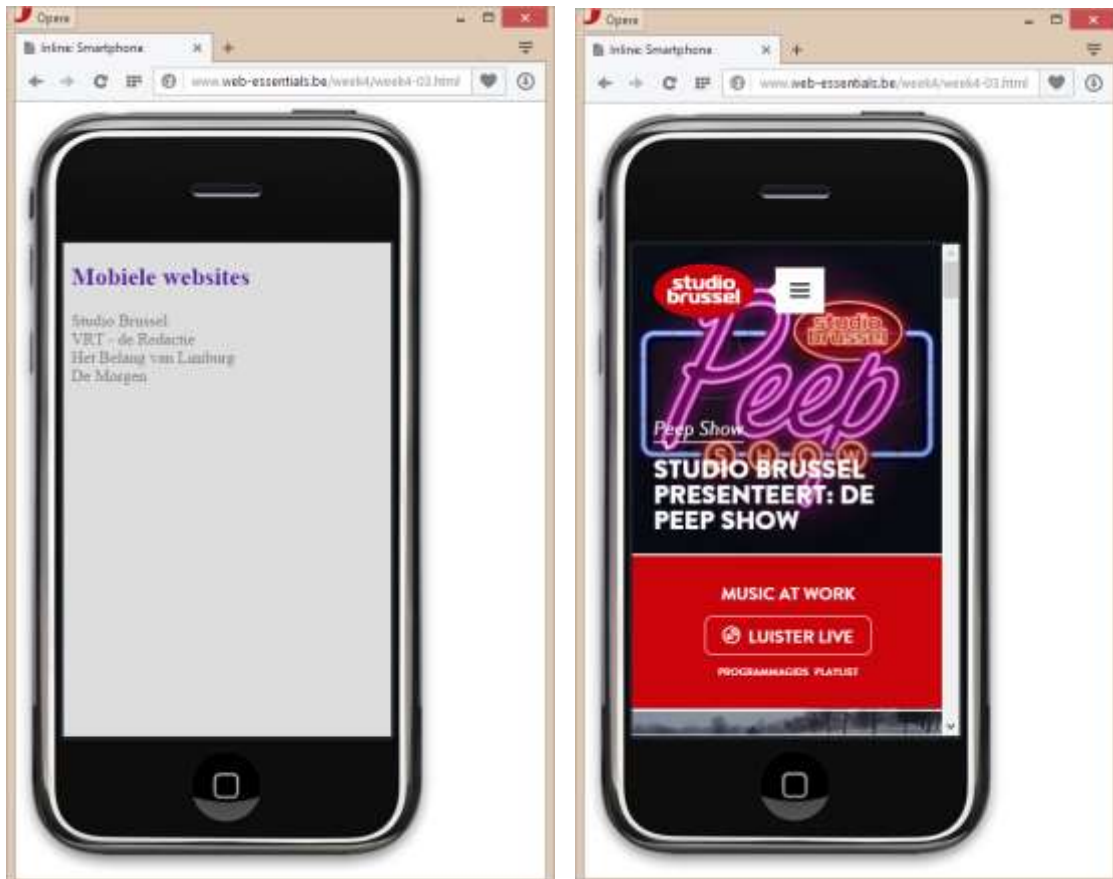 Opera
Inline: Smartphone
www.web-essentials.be/week4/week4-03.html
Mobiele websites
Studio Brussel
VRT - de Redactie
Het Belang van Limburg
De Morgen
Opera
Inline: Smartphone
www.web-essentials.be/week4/week4-03.html
studio
brussel
studio
brussel
Peep
SHOW
Peep Show
STUDIO BRUSSEL
PRESENTEERT: DE
PEEP SHOW
MUSIC AT WORK
LUISTER LIVE
PROGRAMMAGIDS PLAYLIST